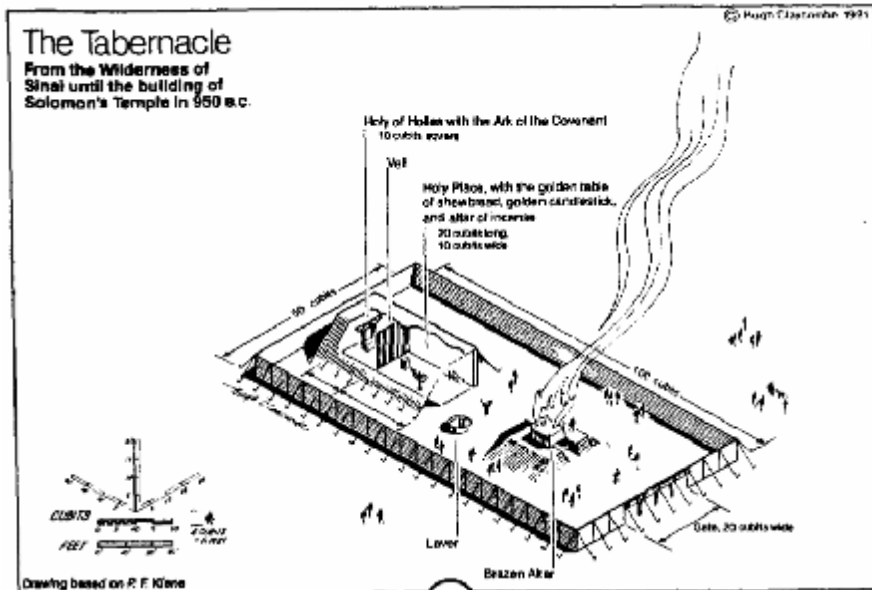 © Hugh Claycombe 1981
The Tabernacle
From the Wilderness of
Sinai until the building of
Solomon's Temple in 950 B.C.
Holy of Holies with the Ark of the Covenant
10 cubits square
Veil
Holy Place, with the golden table
of showbread, golden candlestick,
and altar of incense
20 cubits long,
10 cubits wide
50 cubits
100 cubits
CUBITS
FEET
Gate, 20 cubits wide
Laver
Brazen Altar
Drawing based on P. F. Kiene